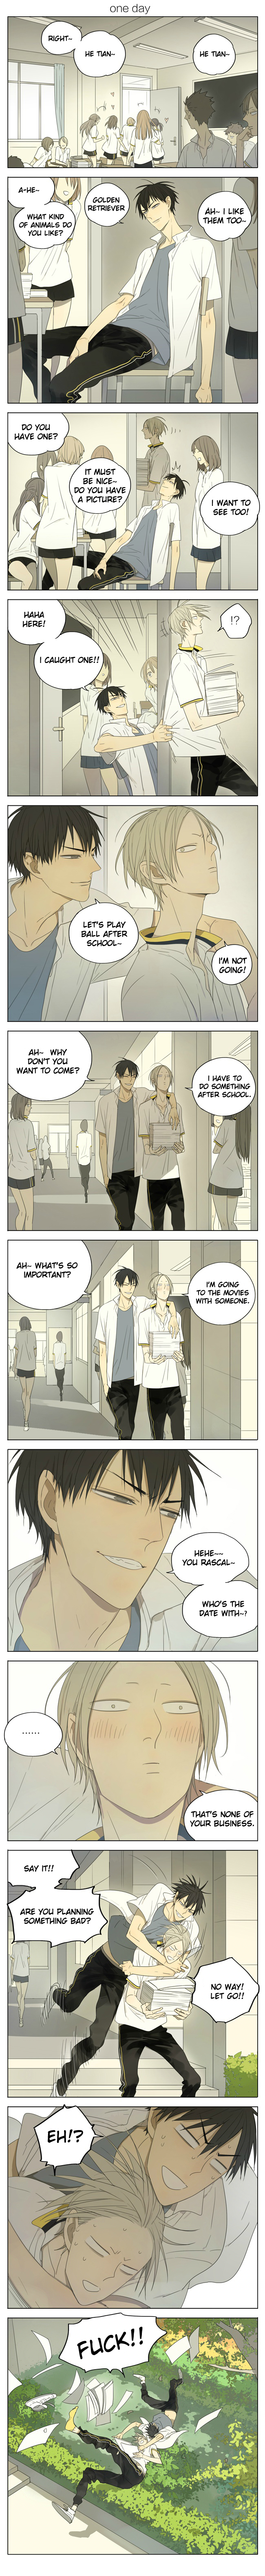 one day
RIGHT~
HE TIAN~
HE TIAN~
A-HE~
WHAT KIND
OF ANIMALS DO
YOU LIKE?
GOLDEN
RETRIEVER
AH~ I LIKE
THEM TOO~
DO YOU
HAVE ONE?
IT MUST
BE NICE~
DO YOU HAVE
A PICTURE?
I WANT TO
SEE TOO!
HAHA
HERE!
I CAUGHT ONE!!
!?
LET'S PLAY
BALL AFTER
SCHOOL~
I'M NOT
GOING!
AH~ WHY
DON'T YOU
WANT TO COME?
I HAVE TO
DO SOMETHING
AFTER SCHOOL.
AH~ WHAT'S SO
IMPORTANT?
I'M GOING
TO THE MOVIES
WITH SOMEONE.
HEHE~~
YOU RASCAL~
WHO'S THE
DATE WITH~?
......
THAT'S NONE OF
YOUR BUSINESS.
SAY IT!!
ARE YOU PLANNING
SOMETHING BAD?
NO WAY!
LET GO!!
EH!?
FUCK!!